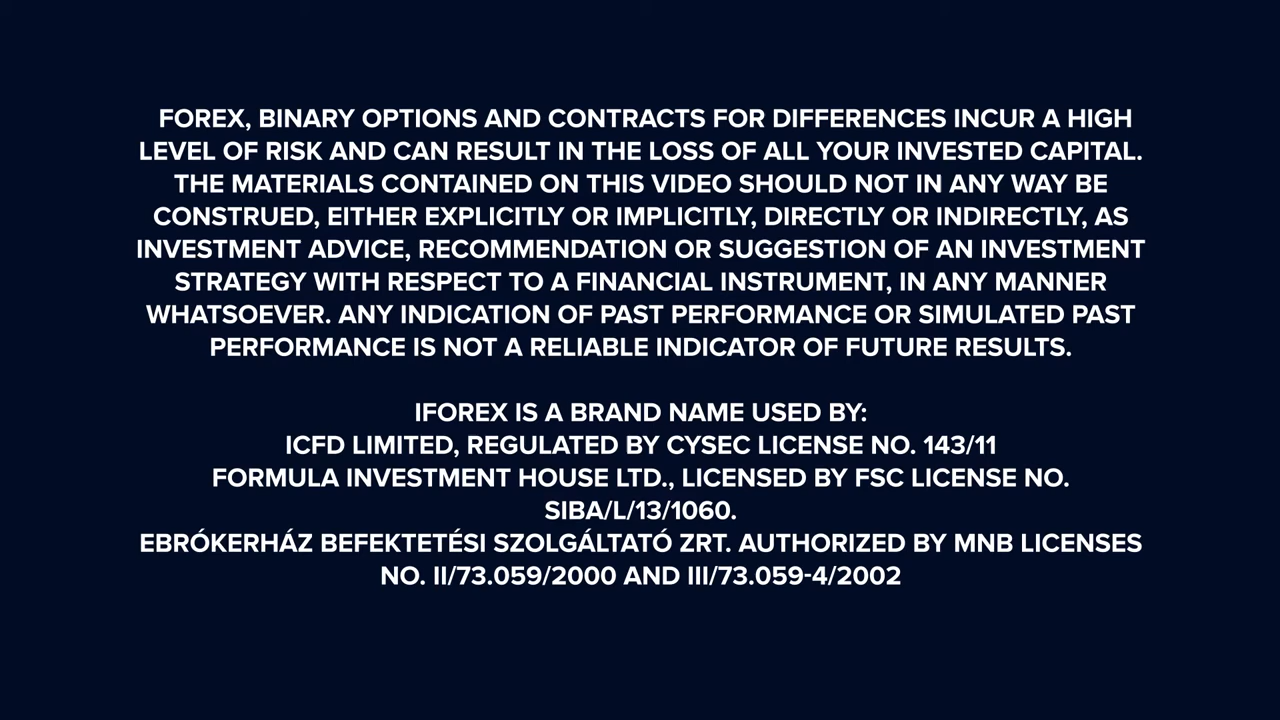 FOREX, BINARY OPTIONS AND CONTRACTS FOR DIFFERENCES INCUR A HIGH
LEVEL OF RISK AND CAN RESULT IN THE LOSS OF ALL YOUR INVESTED CAPITAL.
THE MATERIALS CONTAINED ON THIS VIDEO SHOULD NOT IN ANY WAY BE
CONSTRUED, EITHER EXPLICITLY OR IMPLICITLY, DIRECTLY OR INDIRECTLY, AS
INVESTMENT ADVICE, RECOMMENDATION OR SUGGESTION OF AN INVESTMENT
STRATEGY WITH RESPECT TO A FINANCIAL INSTRUMENT, IN ANY MANNER
WHATSOEVER. ANY INDICATION OF PAST PERFORMANCE OR SIMULATED PAST
PERFORMANCE IS NOT A RELIABLE INDICATOR OF FUTURE RESULTS.
IFOREX IS A BRAND NAME USED BY:
ICFD LIMITED, REGULATED BY CYSEC LICENSE NO. 143/11
FORMULA INVESTMENT HOUSE LTD., LICENSED BY FSC LICENSE NO.
SIBA/L/13/1060.
EBRÓKERHÁZ BEFEKTETÉSI SZOLGÁLTATÓ ZRT. AUTHORIZED BY MNB LICENSES
NO. II/73.059/2000 AND III/73.059-4/2002